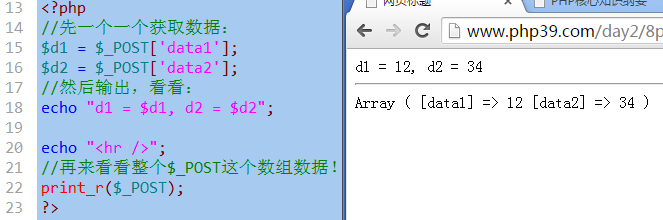 13 <?php
14 //先一个一个获取数据：
15 $d1 = $_POST['data1'];
16 $d2 = $_POST['data2'];
17 //然后输出，看看：
18 echo "d1 = $d1, d2 = $d2";
19
20 echo "<hr />";
21 //再来看看整个$_POST这个数组数据！
22 print_r($_POST);
23 ?>
网页标题
PHP核心知识纲要
www.php39.com/day2/8p
d1 = 12, d2 = 34
Array ( [data1] => 12 [data2] => 34 )